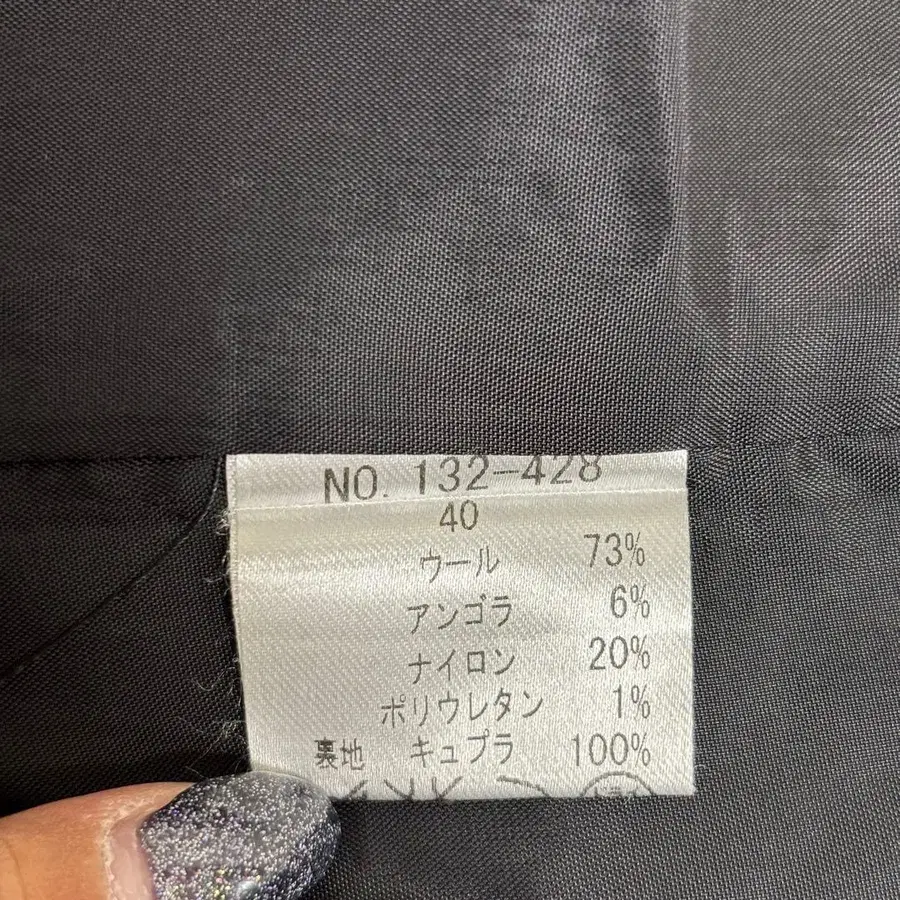 NO. 132-428
40
ウール 73%
アンゴラ 6%
ナイロン 20%
ポリウレタン 1%
裏地 キュプラ 100%